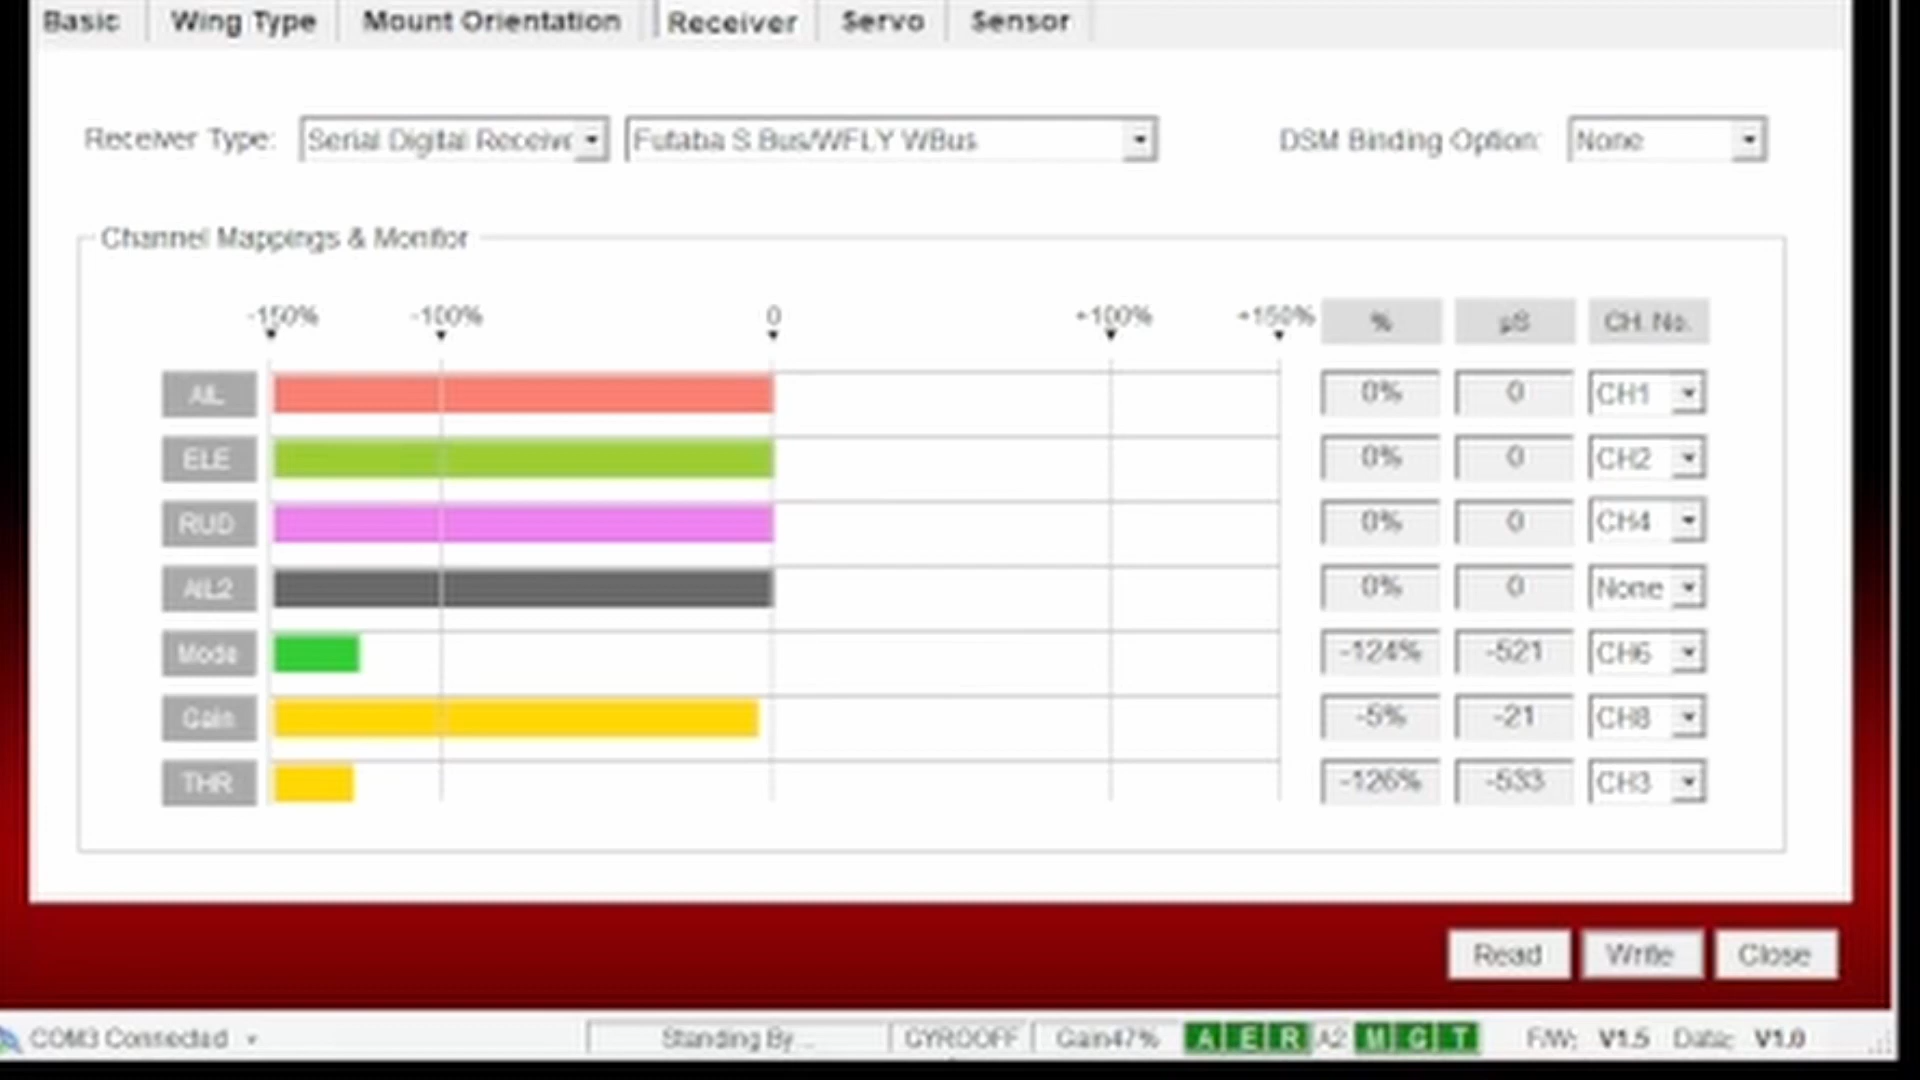 Basic Wing Type Mount Orientation Receiver Servo Sensor
Receiver Type: Serial Digital Receive Futaba S.Bus/WFLY WBus DSM Binding Option: None
Channel Mappings & Monitor
-150% -100% 0 +100% +150% % µS CH. No.
AIL 0% 0 CH1
ELE 0% 0 CH2
RUD 0% 0 CH4
AIL2 0% 0 None
Mode -124% -521 CH6
Gain -5% -21 CH8
THR -126% -533 CH3
Read Write Close
COM3 Connected Standing By ... GYROOFF Gain47% A E R A2 M G T F/W: V1.5 Data: V1.0